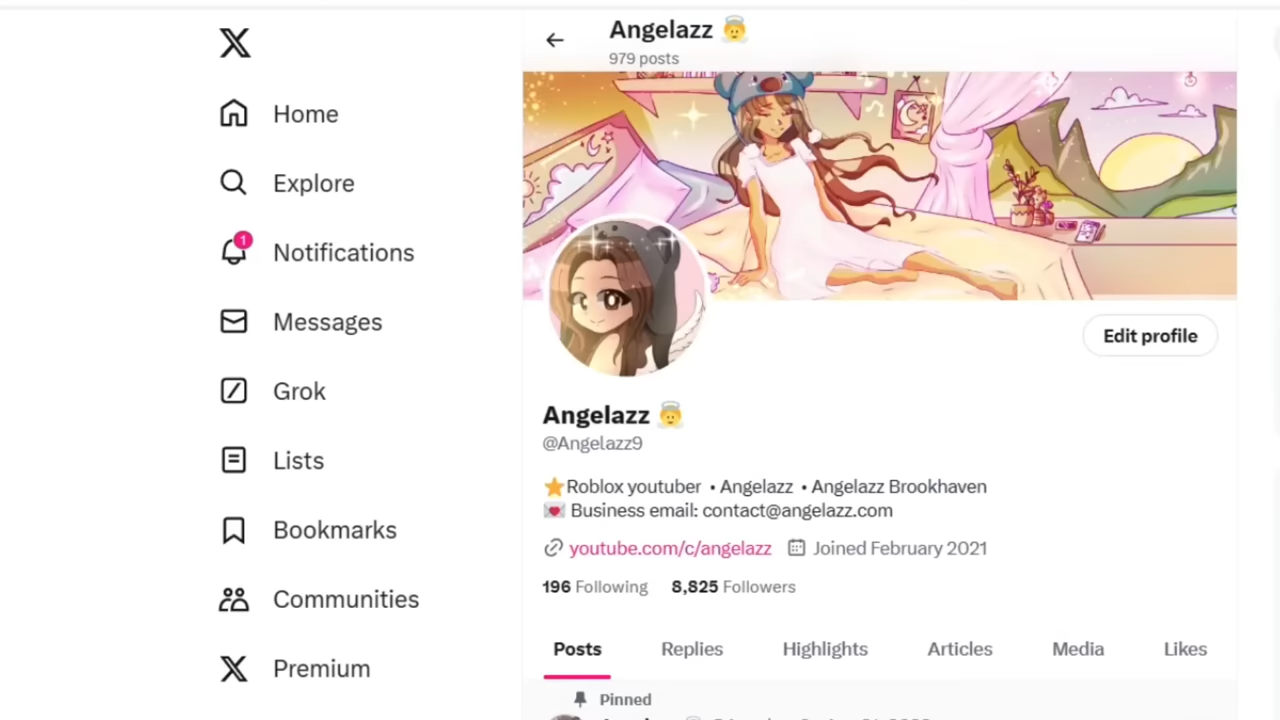 Home
Explore
1
Notifications
Messages
Grok
Lists
Bookmarks
Communities
Premium
Angelazz
979 posts
Edit profile
Angelazz
@Angelazz9
Roblox youtuber • Angelazz • Angelazz Brookhaven
Business email: contact@angelazz.com
youtube.com/c/angelazz Joined February 2021
196 Following 8,825 Followers
Posts Replies Highlights Articles Media Likes
Pinned